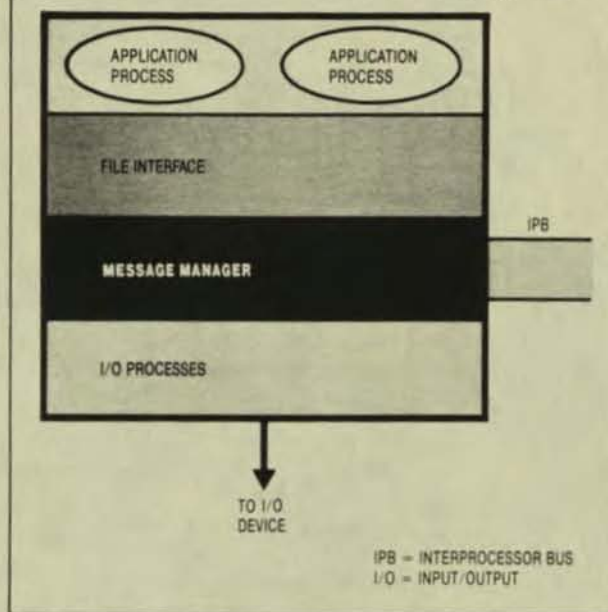 APPLICATION
PROCESS
APPLICATION
PROCESS
FILE INTERFACE
IPB
MESSAGE MANAGER
I/O PROCESSES
TO I/O
DEVICE
IPB = INTERPROCESSOR BUS
I/O = INPUT/OUTPUT